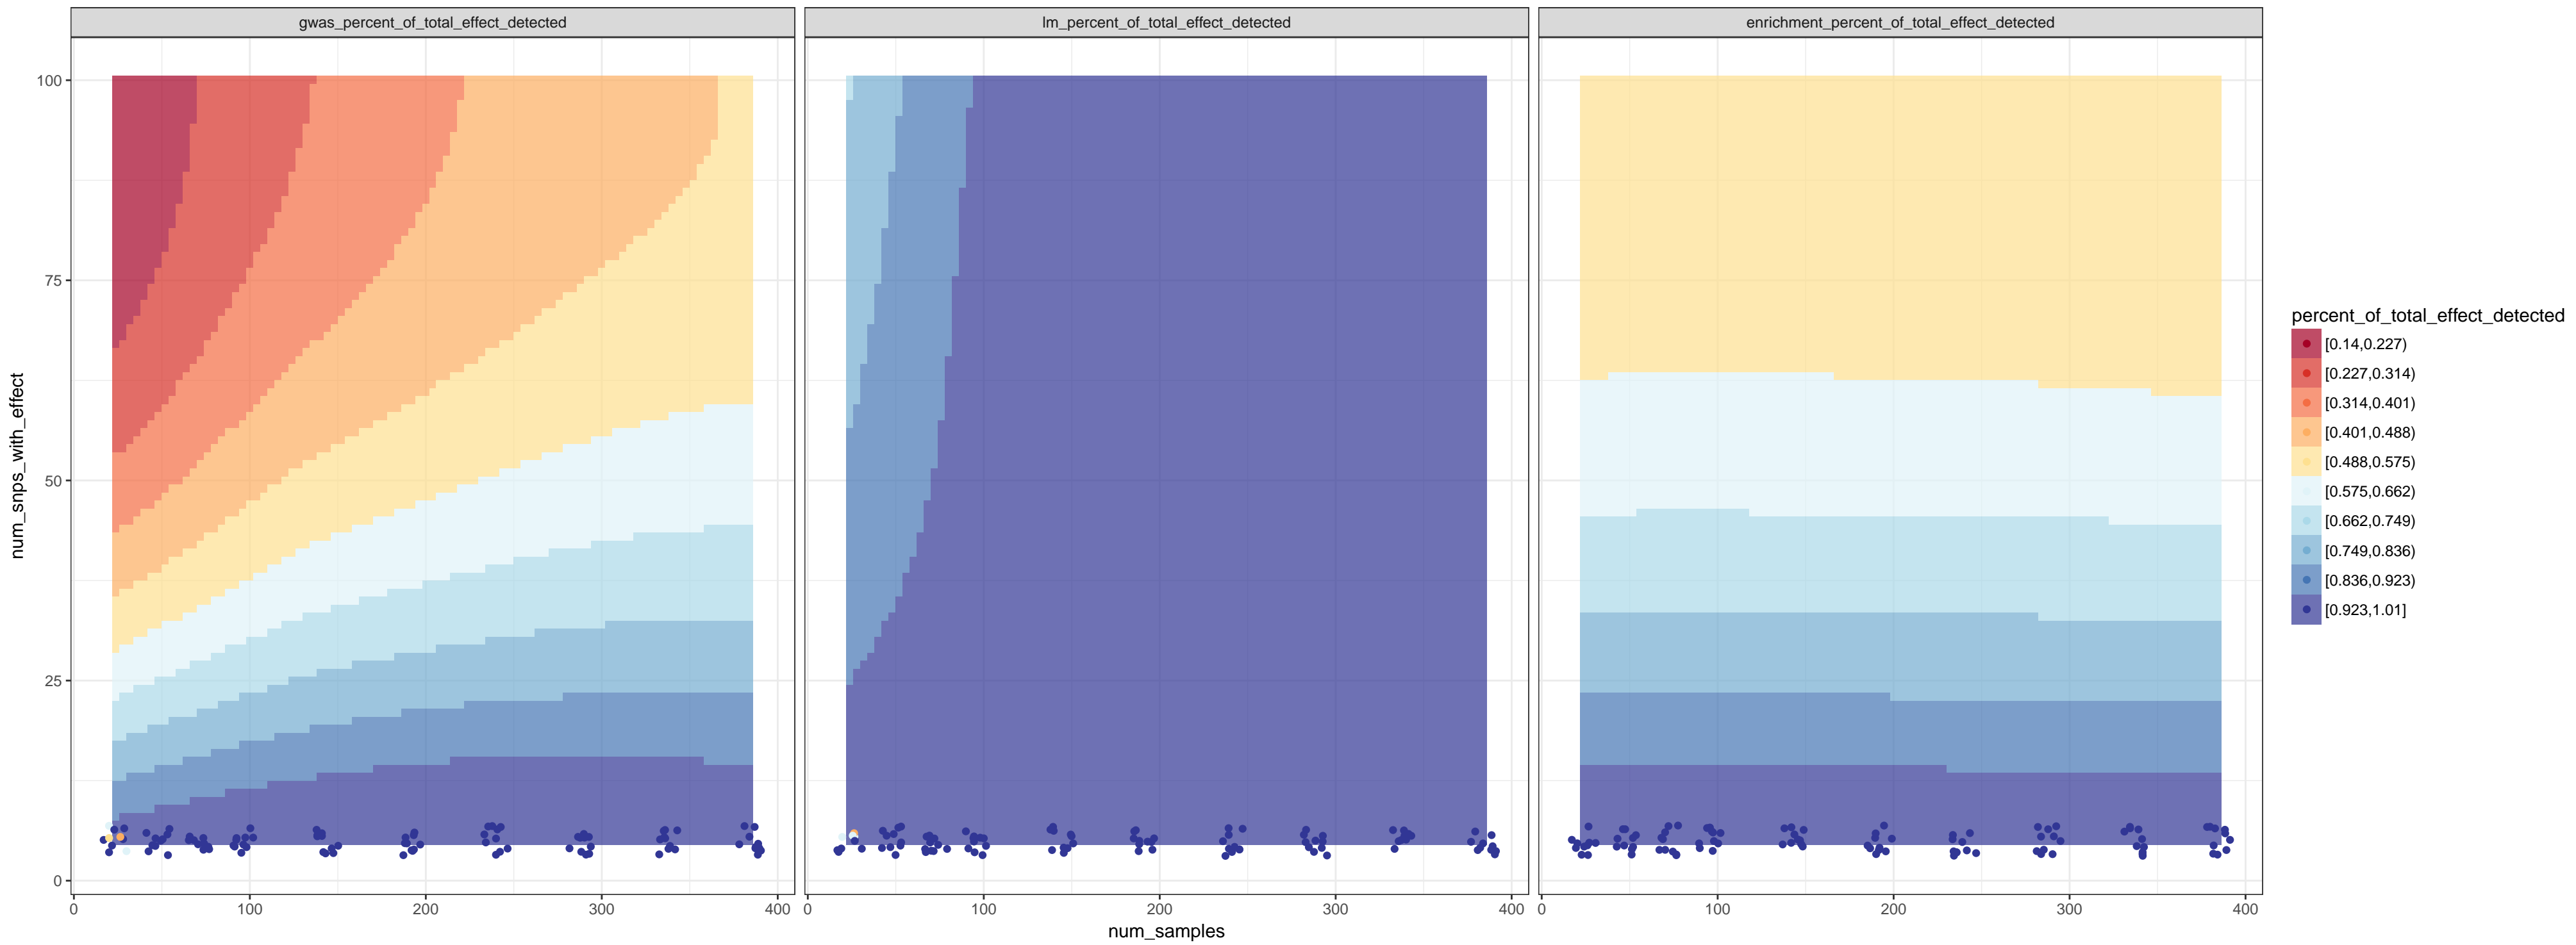 gwas_percent_of_total_effect_detected
lm_percent_of_total_effect_detected
enrichment_percent_of_total_effect_detected
num_snps_with_effect
100
75
50
25
0
0 100 200 300 400
0 100 200 300 400
0 100 200 300 400
num_samples
percent_of_total_effect_detected
[0.14,0.227)
[0.227,0.314)
[0.314,0.401)
[0.401,0.488)
[0.488,0.575)
[0.575,0.662)
[0.662,0.749)
[0.749,0.836)
[0.836,0.923)
[0.923,1.01]